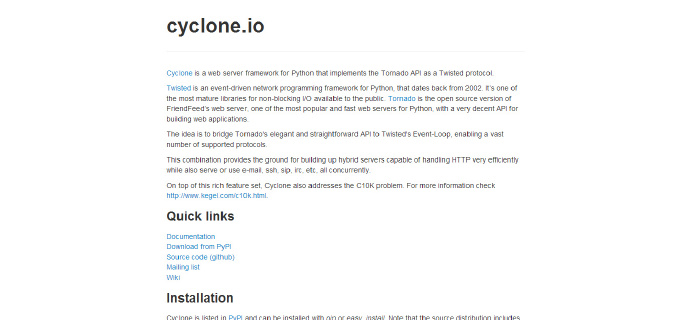 cyclone.io
Cyclone is a web server framework for Python that implements the Tornado API as a Twisted protocol.
Twisted is an event-driven network programming framework for Python, that dates back from 2002. It's one of
the most mature libraries for non-blocking I/O available to the public. Tornado is the open source version of
FriendFeed's web server, one of the most popular and fast web servers for Python, with a very decent API for
building web applications.
The idea is to bridge Tornado's elegant and straightforward API to Twisted's Event-Loop, enabling a vast
number of supported protocols.
This combination provides the ground for building up hybrid servers capable of handling HTTP very efficiently
while also serve or use e-mail, ssh, sip, irc, etc, all concurrently.
On top of this rich feature set, Cyclone also addresses the C10K problem. For more information check
http://www.kegel.com/c10k.html.
Quick links
Documentation
Download from PyPI
Source code (github)
Mailing list
Wiki
Installation
Cyclone is listed in PyPI and can be installed with pip or easy_install. Note that the source distribution includes